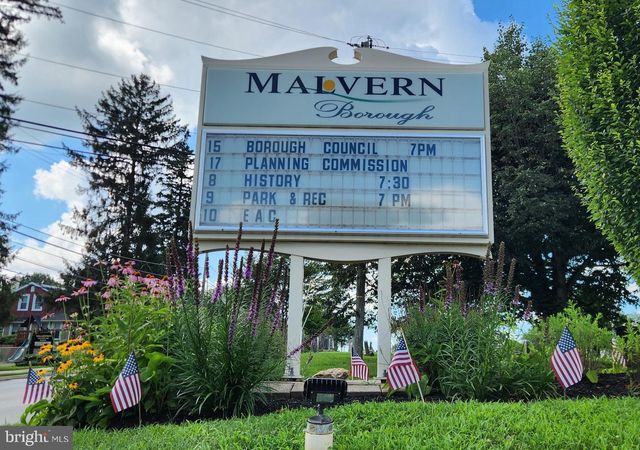 MALVERN
Borough
15 BOROUGH COUNCIL 7PM
17 PLANNING COMMISSION
8 HISTORY 7:30
9 PARK & REC 7 PM
10 E A C
bright MLS